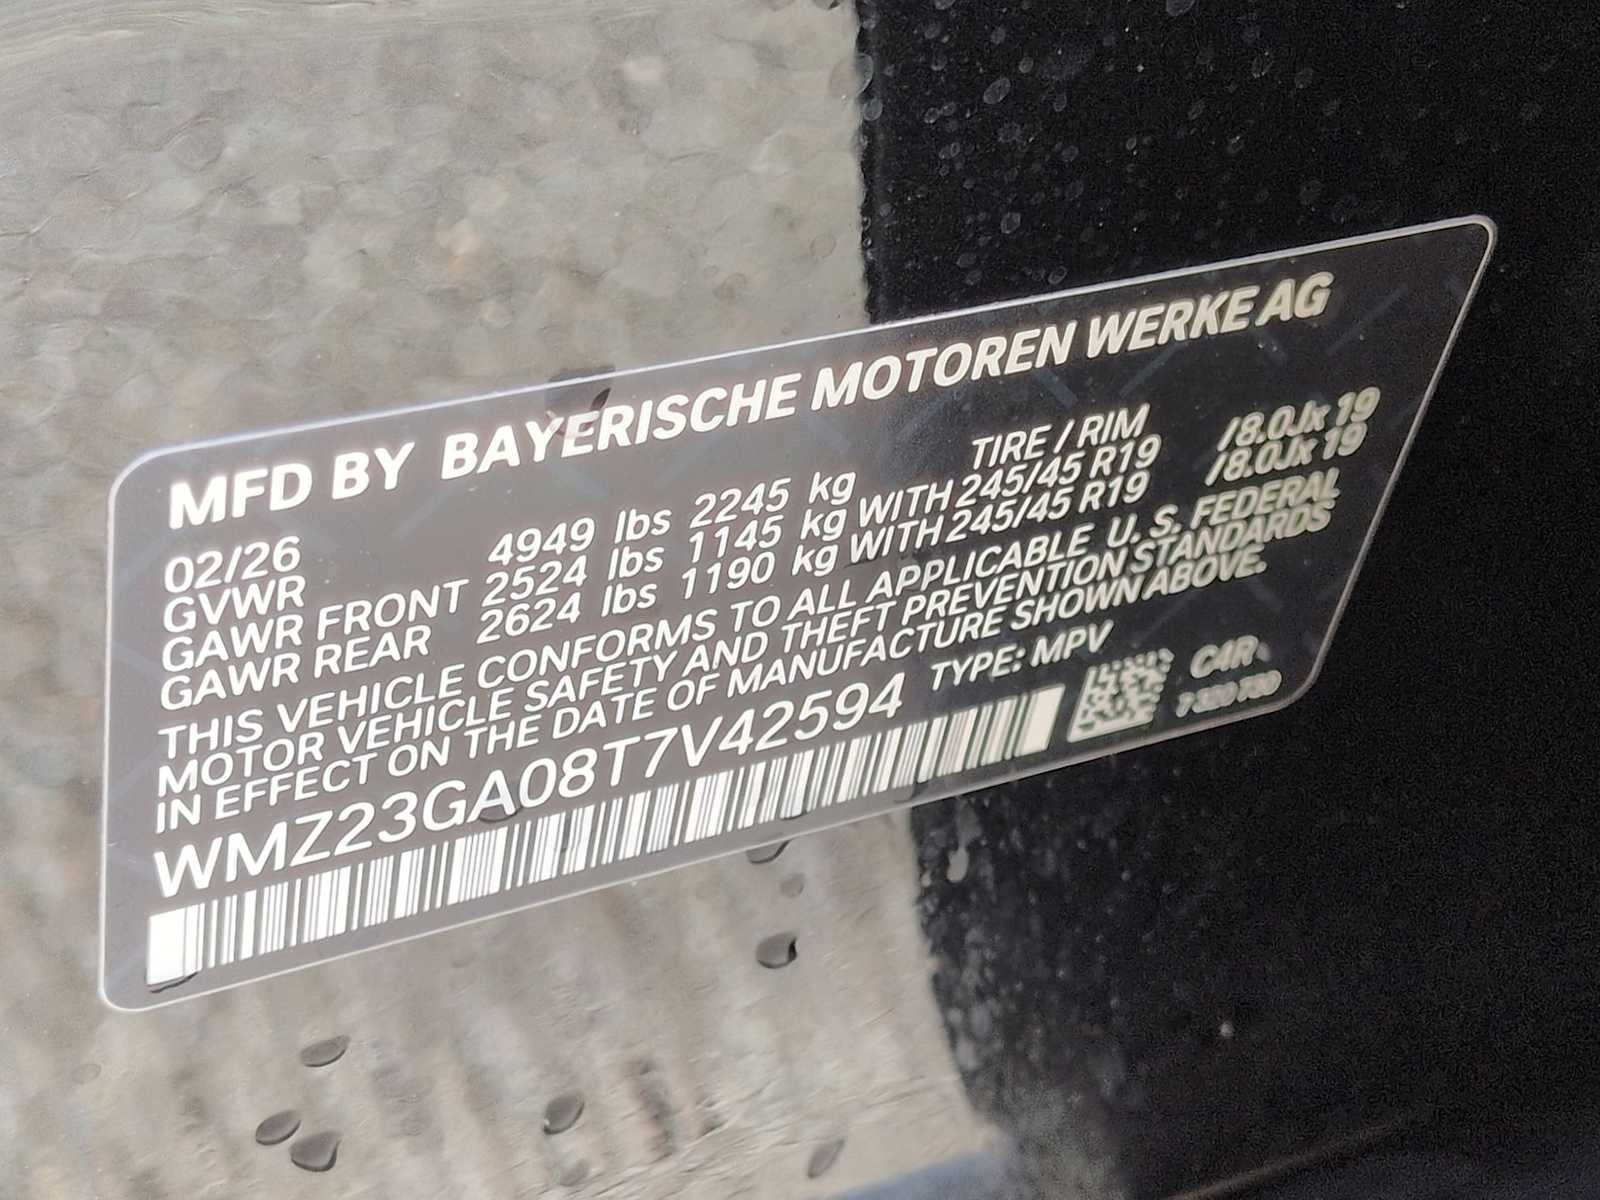 MFD BY BAYERISCHE MOTOREN WERKE AG
02/26 TIRE / RIM
GVWR 4949 lbs 2245 kg
GAWR FRONT 2524 lbs 1145 kg WITH 245/45 R19 /8.0Jx 19
GAWR REAR 2624 lbs 1190 kg WITH 245/45 R19 /8.0Jx 19
THIS VEHICLE CONFORMS TO ALL APPLICABLE U. S. FEDERAL
MOTOR VEHICLE SAFETY AND THEFT PREVENTION STANDARDS
IN EFFECT ON THE DATE OF MANUFACTURE SHOWN ABOVE.
WMZ23GA08T7V42594 TYPE: MPV
C4R